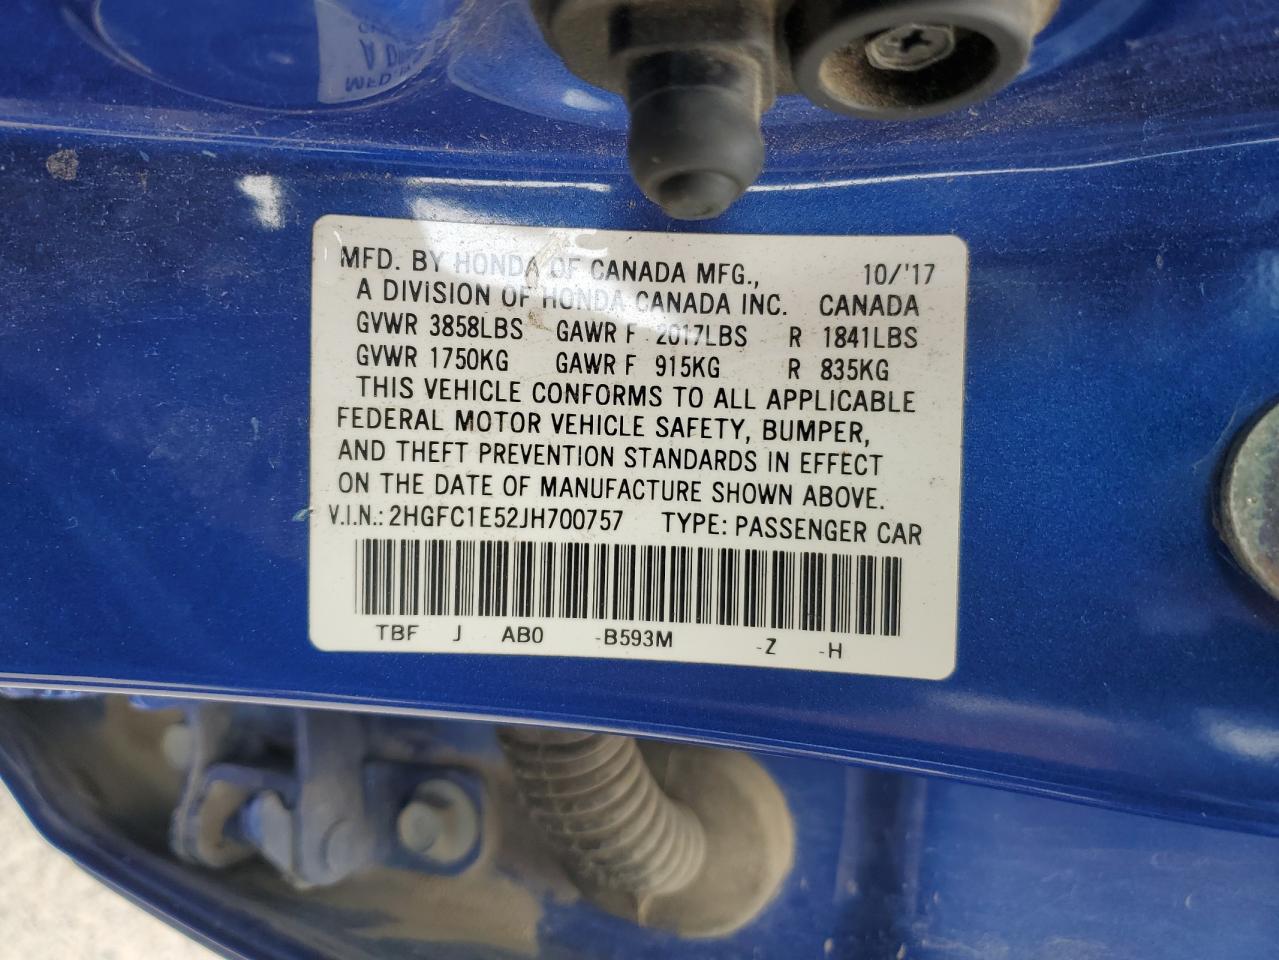 MFD. BY HONDA OF CANADA MFG., 10/'17
A DIVISION OF HONDA CANADA INC. CANADA
GVWR 3858LBS GAWR F 2017LBS R 1841LBS
GVWR 1750KG GAWR F 915KG R 835KG
THIS VEHICLE CONFORMS TO ALL APPLICABLE
FEDERAL MOTOR VEHICLE SAFETY, BUMPER,
AND THEFT PREVENTION STANDARDS IN EFFECT
ON THE DATE OF MANUFACTURE SHOWN ABOVE.
V.I.N.: 2HGFC1E52JH700757 TYPE: PASSENGER CAR
TBF J AB0 -B593M -Z -H